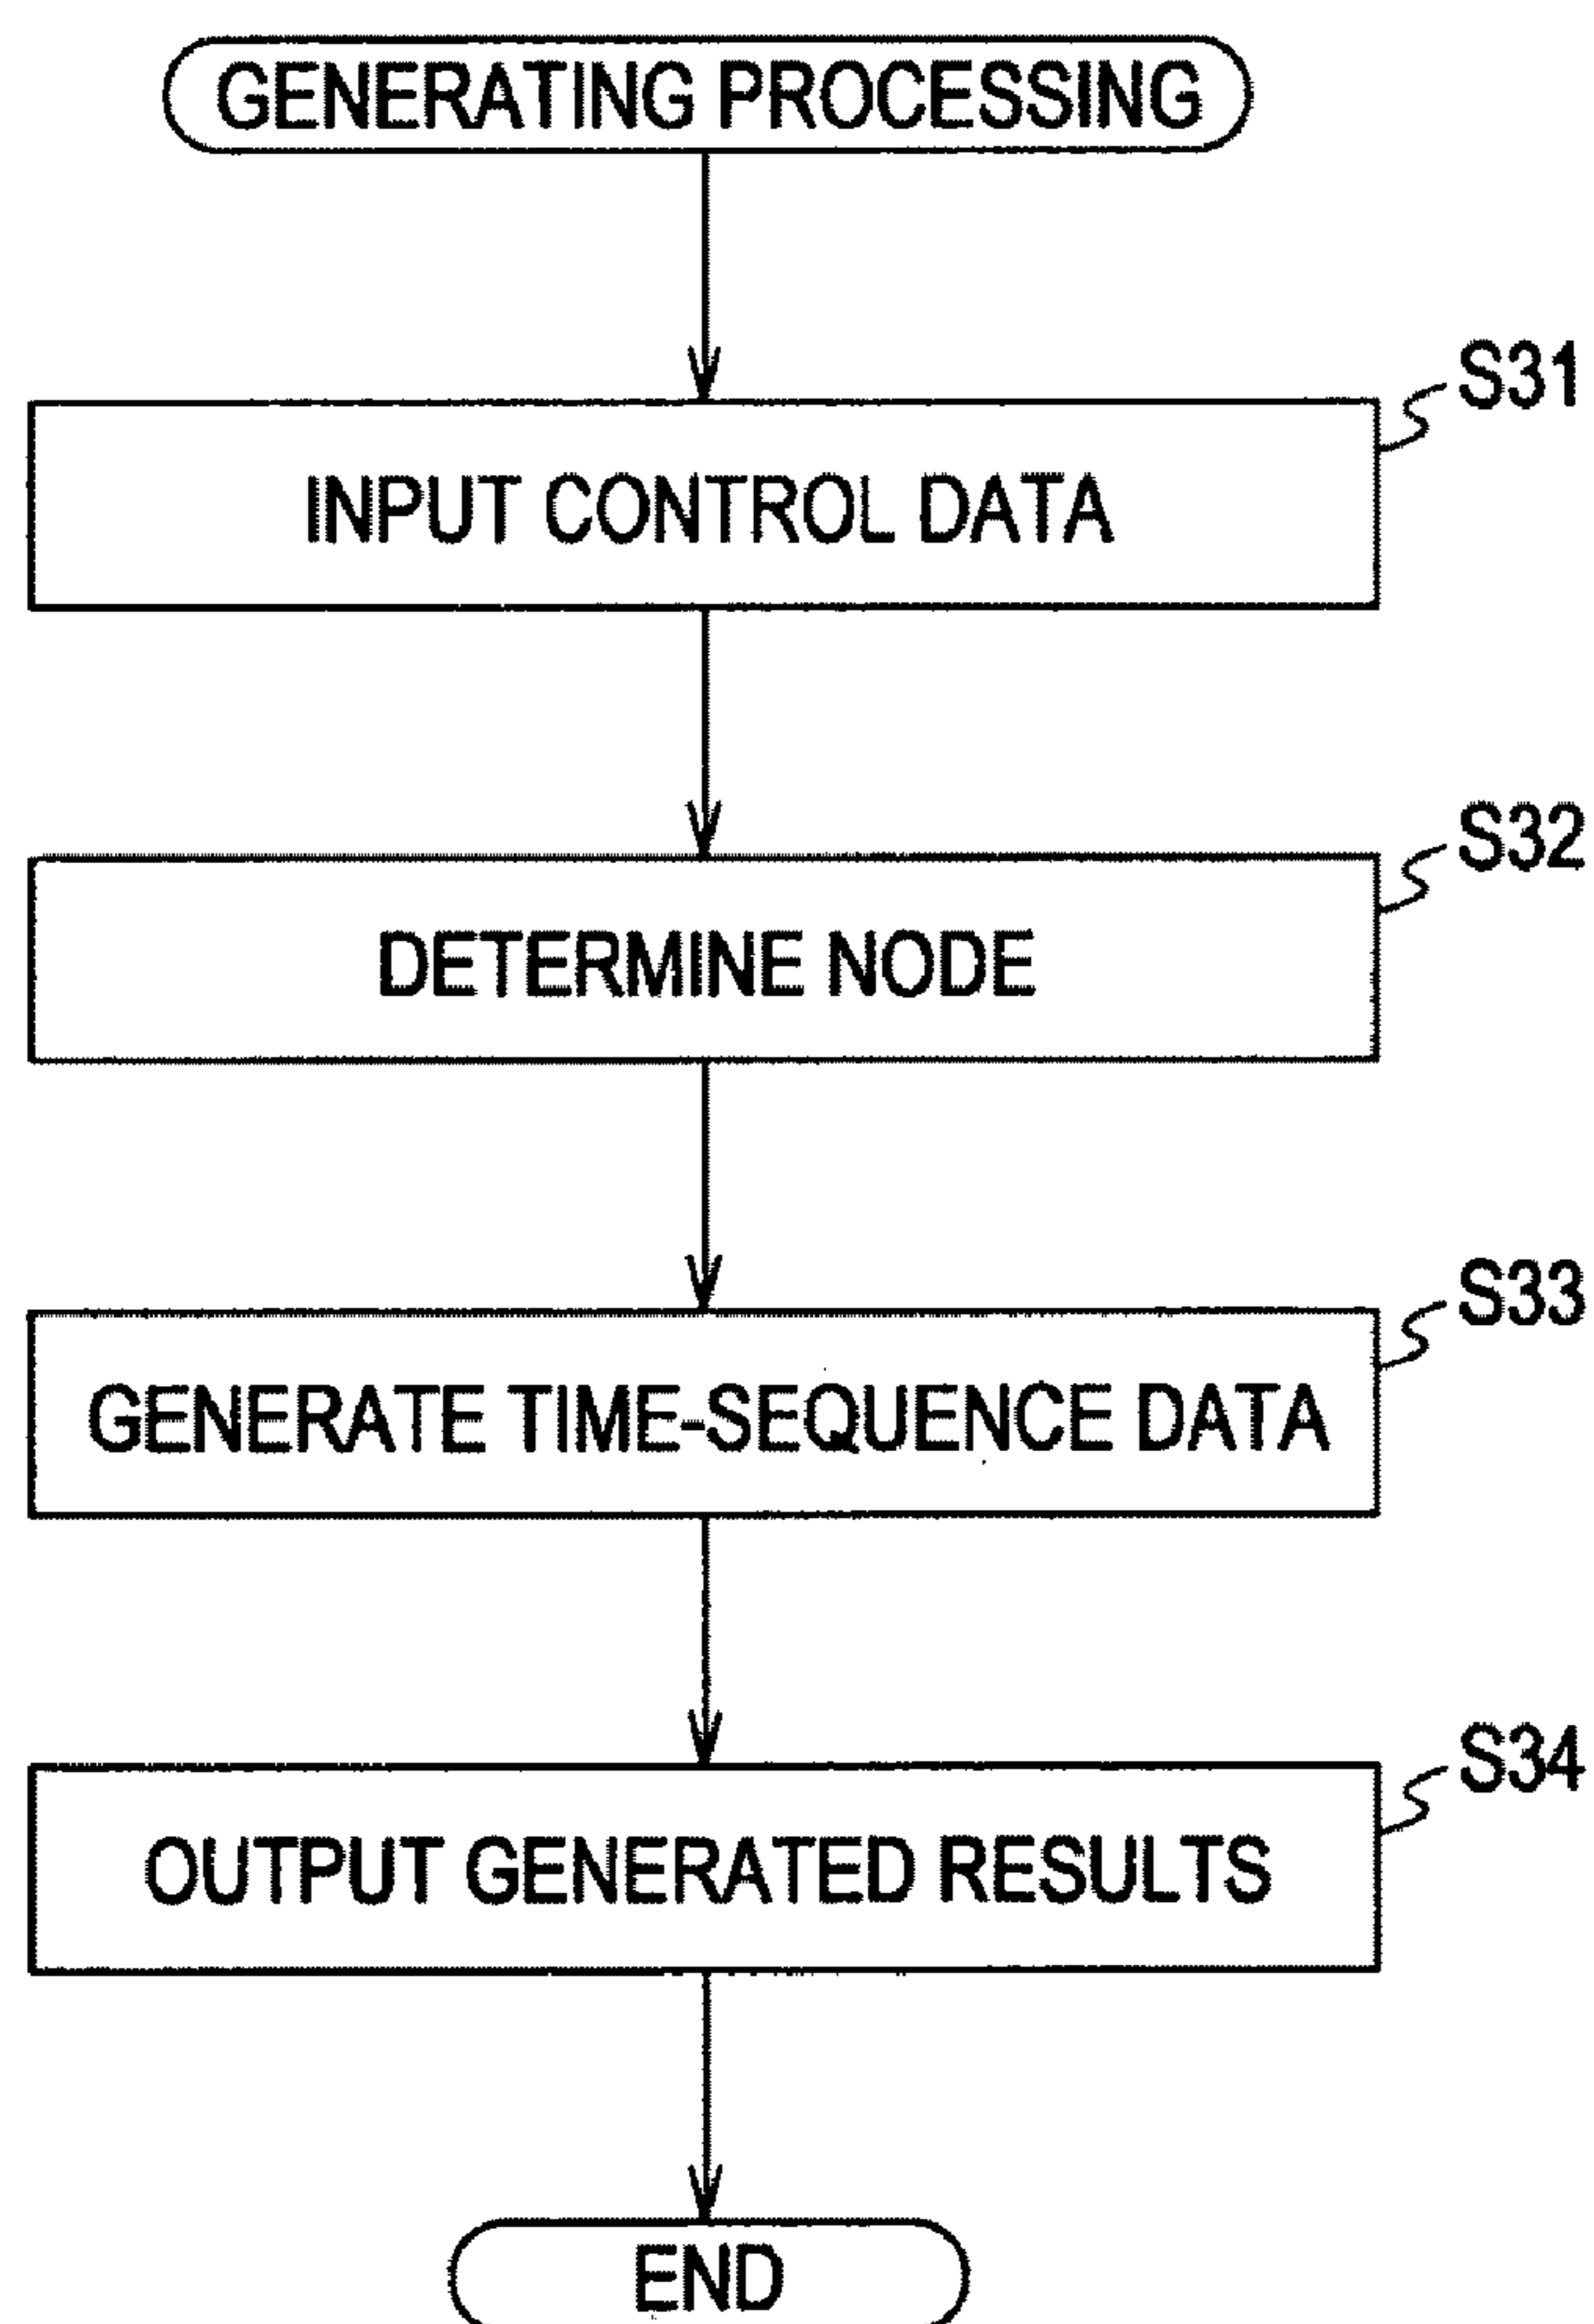 GENERATING PROCESSING
S31
INPUT CONTROL DATA
S32
DETERMINE NODE
S33
GENERATE TIME-SEQUENCE DATA
S34
OUTPUT GENERATED RESULTS
END